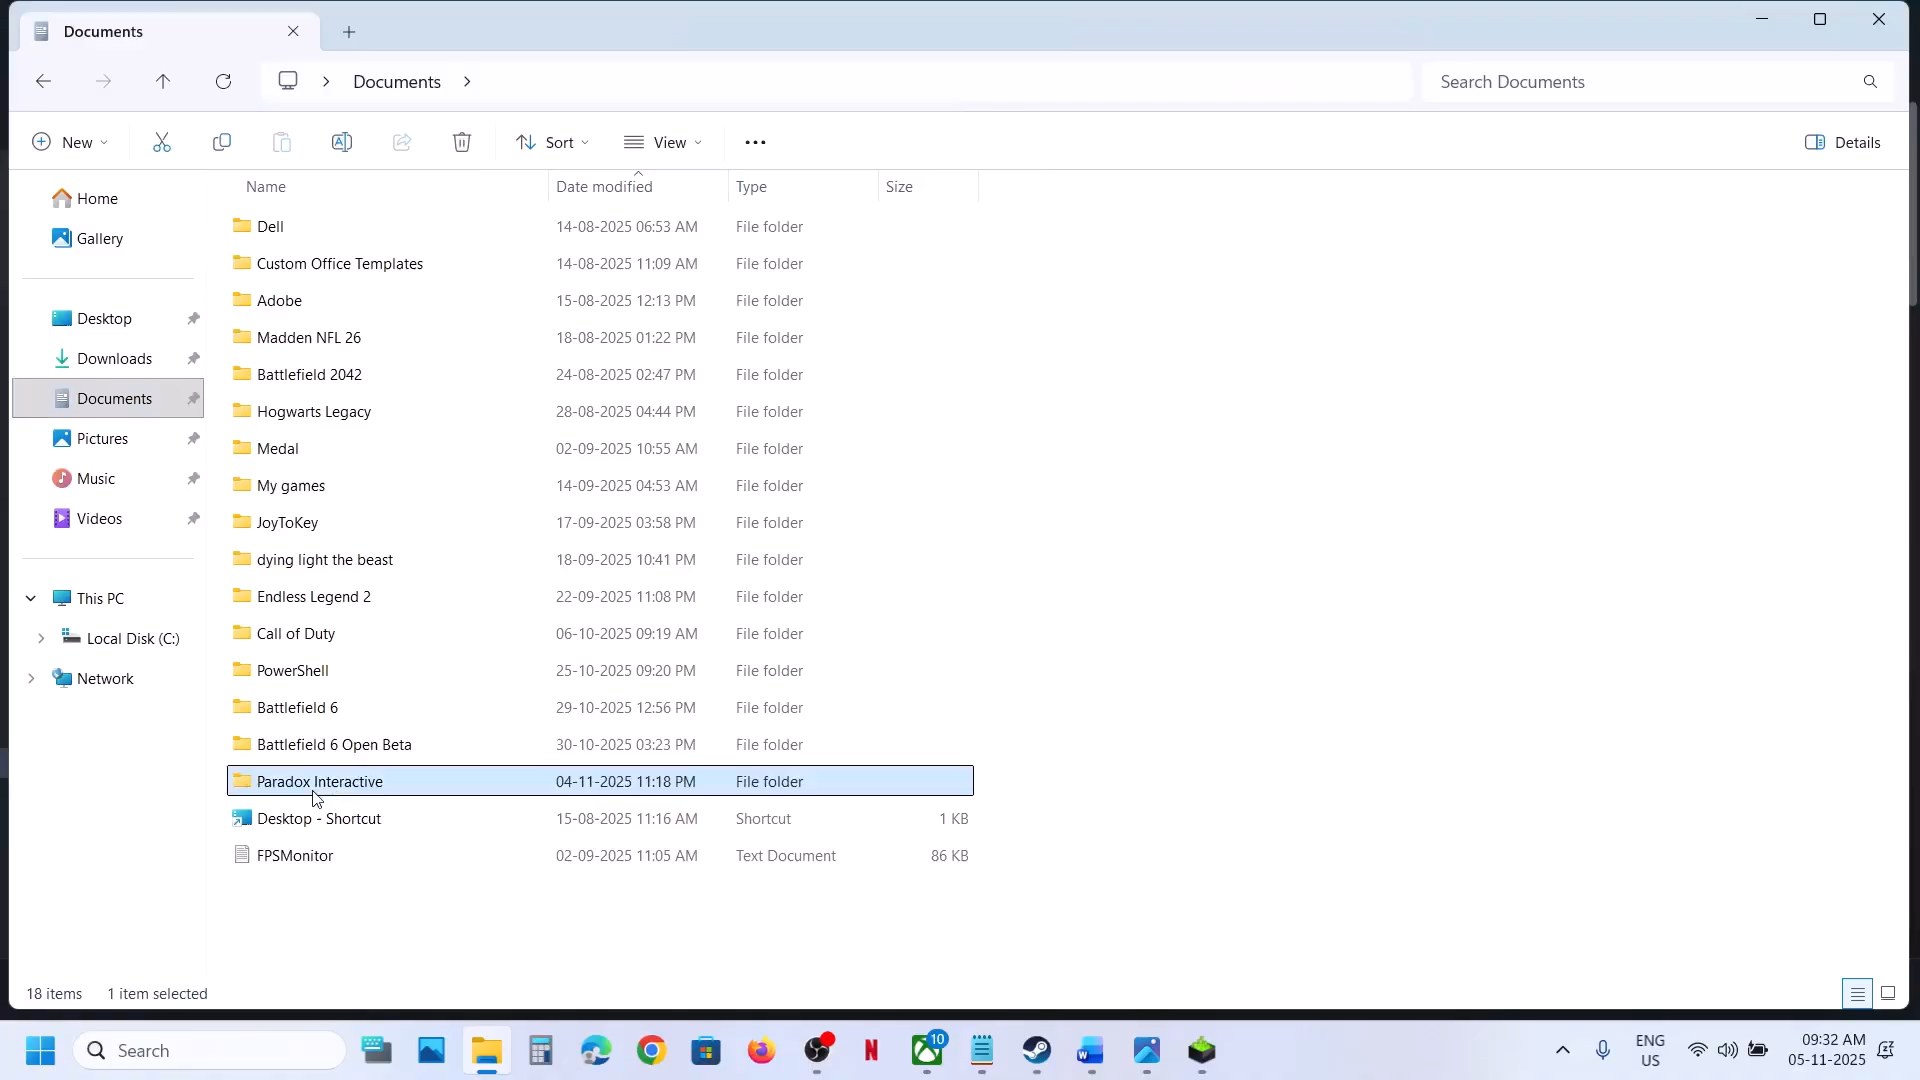 Documents
Documents
Search Documents
New
Sort
View
Details
Name Date modified Type Size
Home
Gallery
Desktop
Downloads
Documents
Pictures
Music
Videos
This PC
Local Disk (C:)
Network
Dell 14-08-2025 06:53 AM File folder
Custom Office Templates 14-08-2025 11:09 AM File folder
Adobe 15-08-2025 12:13 PM File folder
Madden NFL 26 18-08-2025 01:22 PM File folder
Battlefield 2042 24-08-2025 02:47 PM File folder
Hogwarts Legacy 28-08-2025 04:44 PM File folder
Medal 02-09-2025 10:55 AM File folder
My games 14-09-2025 04:53 AM File folder
JoyToKey 17-09-2025 03:58 PM File folder
dying light the beast 18-09-2025 10:41 PM File folder
Endless Legend 2 22-09-2025 11:08 PM File folder
Call of Duty 06-10-2025 09:19 AM File folder
PowerShell 25-10-2025 09:20 PM File folder
Battlefield 6 29-10-2025 12:56 PM File folder
Battlefield 6 Open Beta 30-10-2025 03:23 PM File folder
Paradox Interactive 04-11-2025 11:18 PM File folder
Desktop - Shortcut 15-08-2025 11:16 AM Shortcut 1 KB
FPSMonitor 02-09-2025 11:05 AM Text Document 86 KB
18 items 1 item selected
Search
10
ENG
US
09:32 AM
05-11-2025